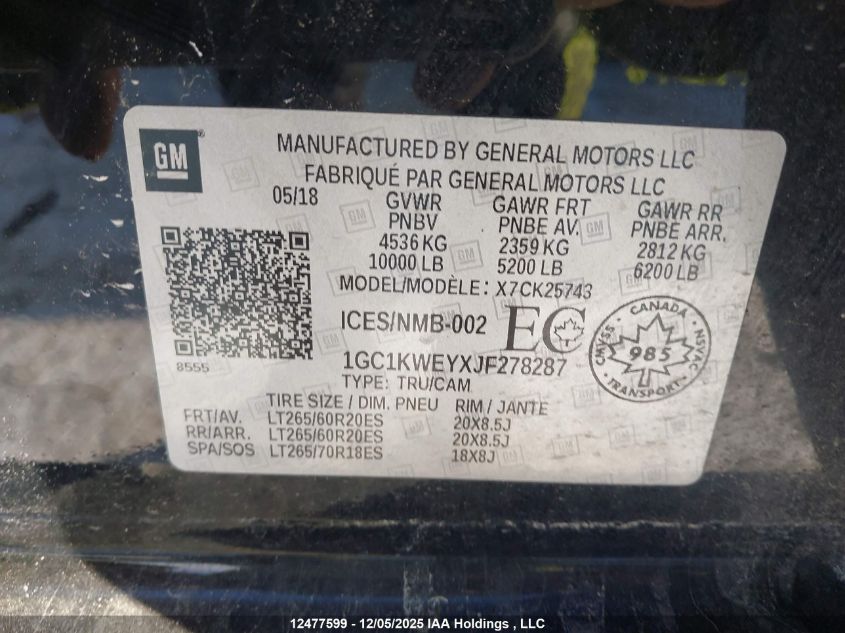 GM
MANUFACTURED BY GENERAL MOTORS LLC
FABRIQUÉ PAR GENERAL MOTORS LLC
05/18 GVWR GAWR FRT GAWR RR
PNBV PNBE AV. PNBE ARR.
4536 KG 2359 KG 2812 KG
10000 LB 5200 LB 6200 LB
MODEL/MODÈLE: X7CK25743
ICES/NMB-002 EC
CANADA
SSVMV 985 NSVAC
TRANSPORT
8555
1GC1KWEYXJF278287
TYPE: TRU/CAM
TIRE SIZE / DIM. PNEU RIM / JANTE
FRT/AV. LT265/60R20ES 20X8.5J
RR/ARR. LT265/60R20ES 20X8.5J
SPA/SOS LT265/70R18ES 18X8J
12477599 - 12/05/2025 IAA Holdings , LLC